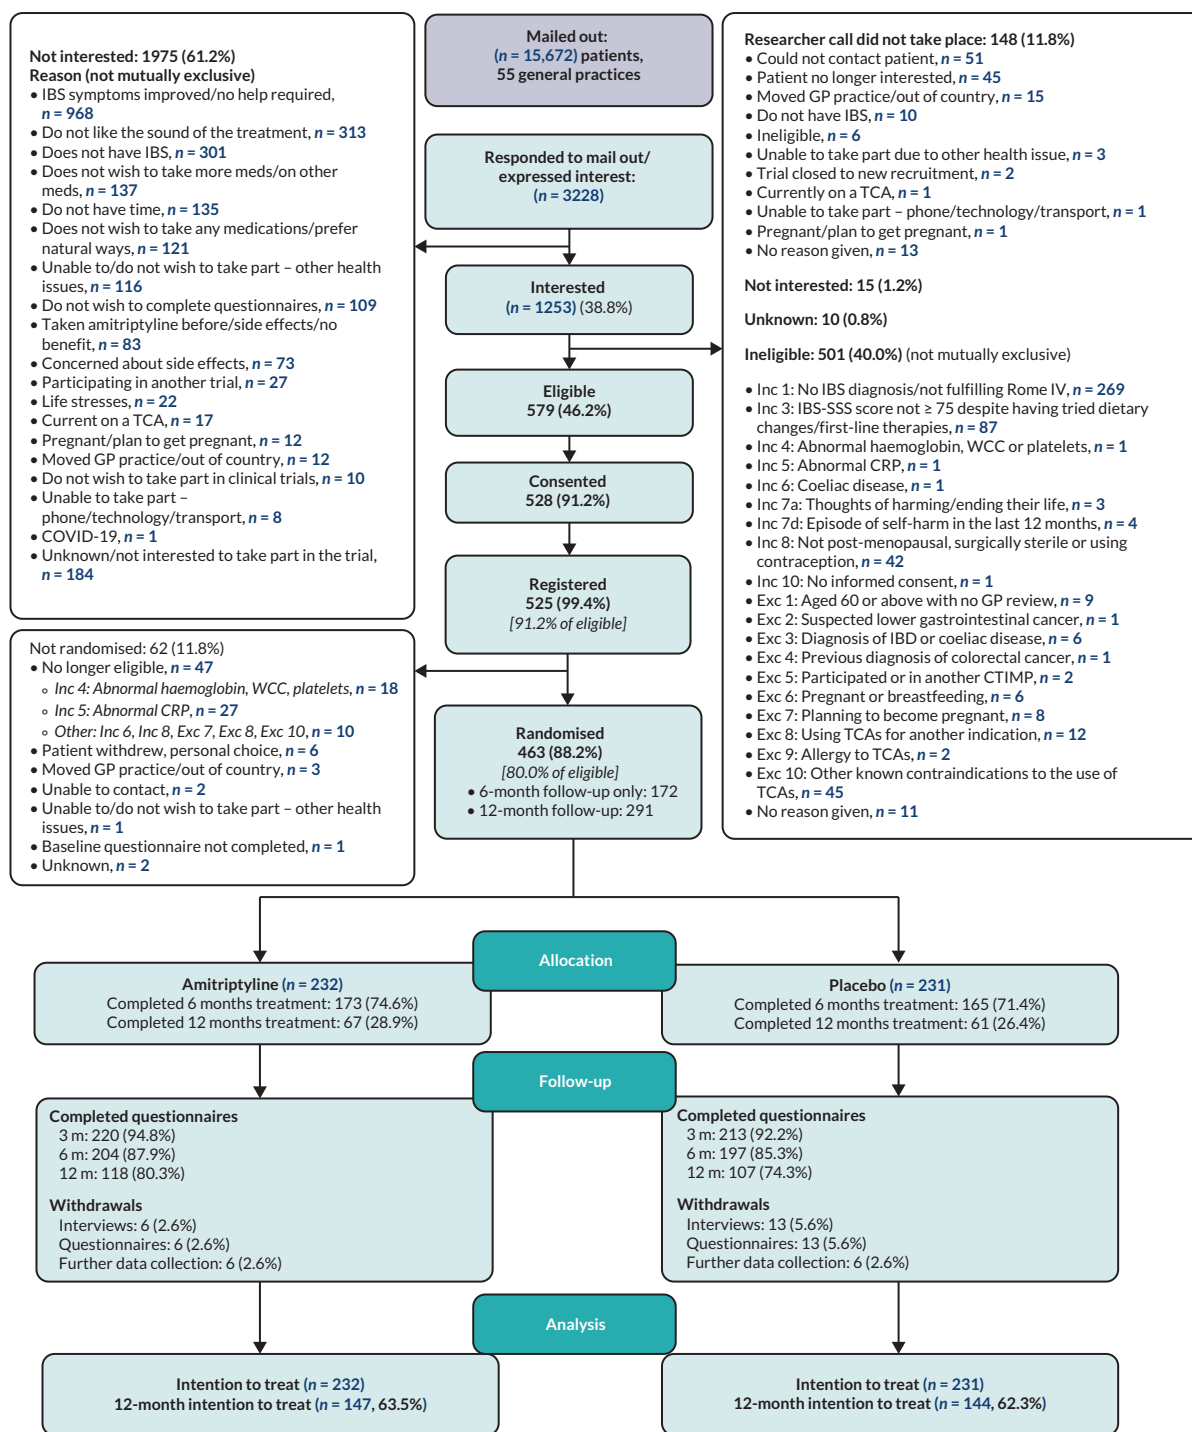 Mailed out:
(n = 15,672) patients,
55 general practices
Responded to mail out/
expressed interest:
(n = 3228)
Not interested: 1975 (61.2%)
Reason (not mutually exclusive)
• IBS symptoms improved/no help required,
n = 968
• Do not like the sound of the treatment, n = 313
• Does not have IBS, n = 301
• Does not wish to take more meds/on other
meds, n = 137
• Do not have time, n = 135
• Does not wish to take any medications/prefer
natural ways, n = 121
• Unable to/do not wish to take part – other health
issues, n = 116
• Do not wish to complete questionnaires, n = 109
• Taken amitriptyline before/side effects/no
benefit, n = 83
• Concerned about side effects, n = 73
• Participating in another trial, n = 27
• Life stresses, n = 22
• Current on a TCA, n = 17
• Pregnant/plan to get pregnant, n = 12
• Moved GP practice/out of country, n = 12
• Do not wish to take part in clinical trials, n = 10
• Unable to take part –
phone/technology/transport, n = 8
• COVID-19, n = 1
• Unknown/not interested to take part in the trial,
n = 184
Interested
(n = 1253) (38.8%)
Researcher call did not take place: 148 (11.8%)
• Could not contact patient, n = 51
• Patient no longer interested, n = 45
• Moved GP practice/out of country, n = 15
• Do not have IBS, n = 10
• Ineligible, n = 6
• Unable to take part due to other health issue, n = 3
• Trial closed to new recruitment, n = 2
• Currently on a TCA, n = 1
• Unable to take part – phone/technology/transport, n = 1
• Pregnant/plan to get pregnant, n = 1
• No reason given, n = 13
Not interested: 15 (1.2%)
Unknown: 10 (0.8%)
Ineligible: 501 (40.0%) (not mutually exclusive)
• Inc 1: No IBS diagnosis/not fulfilling Rome IV, n = 269
• Inc 3: IBS-SSS score not ≥ 75 despite having tried dietary
changes/first-line therapies, n = 87
• Inc 4: Abnormal haemoglobin, WCC or platelets, n = 1
• Inc 5: Abnormal CRP, n = 1
• Inc 6: Coeliac disease, n = 1
• Inc 7a: Thoughts of harming/ending their life, n = 3
• Inc 7d: Episode of self-harm in the last 12 months, n = 4
• Inc 8: Not post-menopausal, surgically sterile or using
contraception, n = 42
• Inc 10: No informed consent, n = 1
• Exc 1: Aged 60 or above with no GP review, n = 9
• Exc 2: Suspected lower gastrointestinal cancer, n = 1
• Exc 3: Diagnosis of IBD or coeliac disease, n = 6
• Exc 4: Previous diagnosis of colorectal cancer, n = 1
• Exc 5: Participated or in another CTIMP, n = 2
• Exc 6: Pregnant or breastfeeding, n = 6
• Exc 7: Planning to become pregnant, n = 8
• Exc 8: Using TCAs for another indication, n = 12
• Exc 9: Allergy to TCAs, n = 2
• Exc 10: Other known contraindications to the use of
TCAs, n = 45
• No reason given, n = 11
Eligible
579 (46.2%)
Consented
528 (91.2%)
Registered
525 (99.4%)
[91.2% of eligible]
Not randomised: 62 (11.8%)
• No longer eligible, n = 47
◦ Inc 4: Abnormal haemoglobin, WCC, platelets, n = 18
◦ Inc 5: Abnormal CRP, n = 27
◦ Other: Inc 6, Inc 8, Exc 7, Exc 8, Exc 10, n = 10
• Patient withdrew, personal choice, n = 6
• Moved GP practice/out of country, n = 3
• Unable to contact, n = 2
• Unable to/do not wish to take part – other health
issues, n = 1
• Baseline questionnaire not completed, n = 1
• Unknown, n = 2
Randomised
463 (88.2%)
[80.0% of eligible]
• 6-month follow-up only: 172
• 12-month follow-up: 291
Allocation
Amitriptyline (n = 232)
Completed 6 months treatment: 173 (74.6%)
Completed 12 months treatment: 67 (28.9%)
Placebo (n = 231)
Completed 6 months treatment: 165 (71.4%)
Completed 12 months treatment: 61 (26.4%)
Follow-up
Completed questionnaires
3 m: 220 (94.8%)
6 m: 204 (87.9%)
12 m: 118 (80.3%)
Withdrawals
Interviews: 6 (2.6%)
Questionnaires: 6 (2.6%)
Further data collection: 6 (2.6%)
Completed questionnaires
3 m: 213 (92.2%)
6 m: 197 (85.3%)
12 m: 107 (74.3%)
Withdrawals
Interviews: 13 (5.6%)
Questionnaires: 13 (5.6%)
Further data collection: 6 (2.6%)
Analysis
Intention to treat (n = 232)
12-month intention to treat (n = 147, 63.5%)
Intention to treat (n = 231)
12-month intention to treat (n = 144, 62.3%)